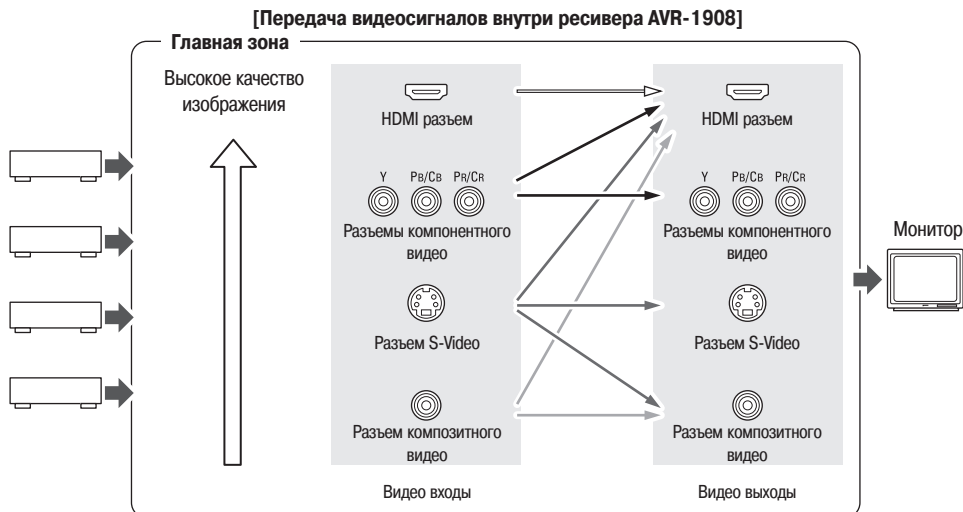 [Передача видеосигналов внутри ресивера AVR-1908]
Главная зона
Высокое качество
изображения
HDMI разъем
HDMI разъем
Y PB/CB PR/CR
Y PB/CB PR/CR
Разъемы компонентного
видео
Разъемы компонентного
видео
Монитор
Разъем S-Video
Разъем S-Video
Разъем композитного
видео
Разъем композитного
видео
Видео входы
Видео выходы